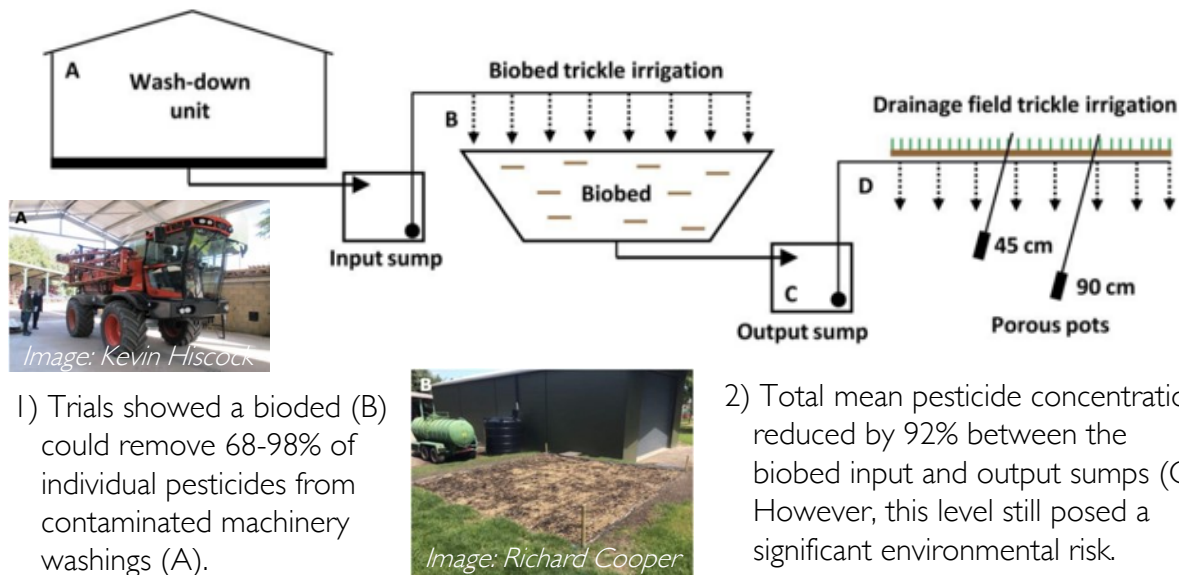 A
Wash-down
unit
Input sump
Biobed trickle irrigation
B
Biobed
C
Output sump
Drainage field trickle irrigation
D
45 cm
90 cm
Porous pots
A
Image: Kevin Hiscock
1) Trials showed a bioded (B)
could remove 68-98% of
individual pesticides from
contaminated machinery
washings (A).
B
Image: Richard Cooper
2) Total mean pesticide concentratio
reduced by 92% between the
biobed input and output sumps (C
However, this level still posed a
significant environmental risk.